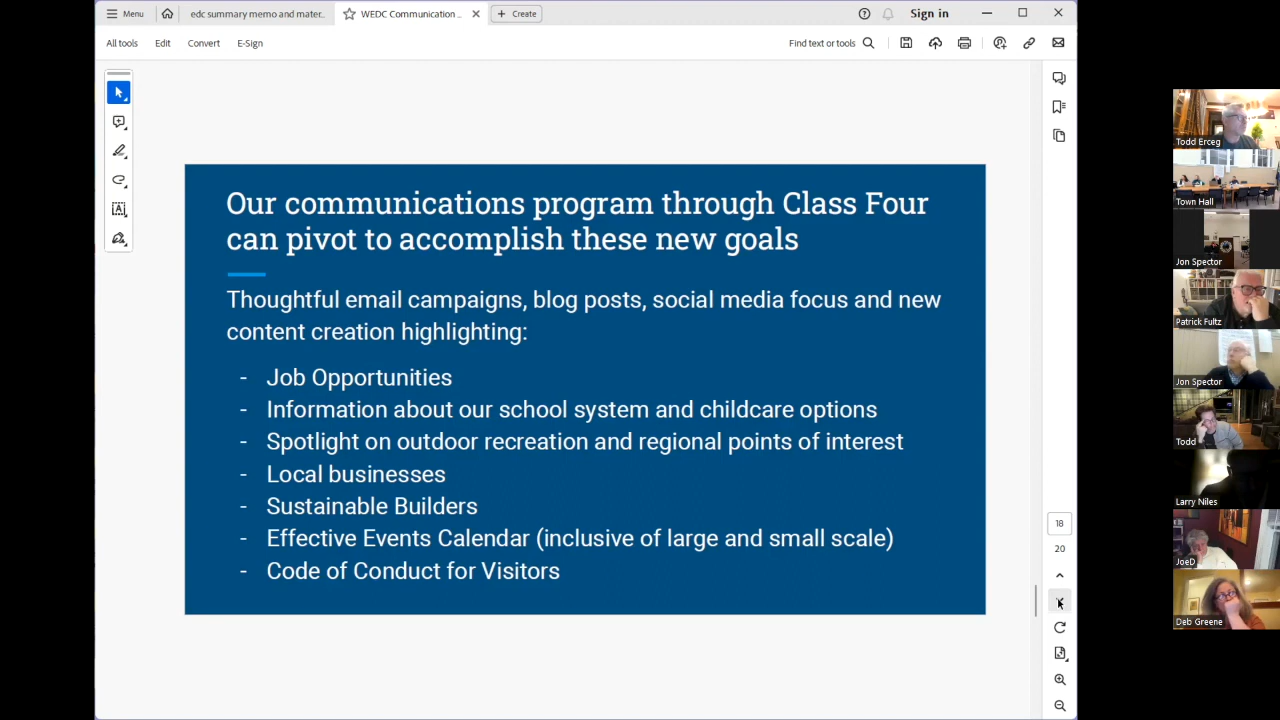 Menu
edc summary memo and mater...
WEDC Communication ...
Create
Sign in
All tools
Edit
Convert
E-Sign
Find text or tools
Our communications program through Class Four
can pivot to accomplish these new goals
Thoughtful email campaigns, blog posts, social media focus and new
content creation highlighting:
- Job Opportunities
- Information about our school system and childcare options
- Spotlight on outdoor recreation and regional points of interest
- Local businesses
- Sustainable Builders
- Effective Events Calendar (inclusive of large and small scale)
- Code of Conduct for Visitors
18
20
Todd Erceg
Town Hall
Jon Spector
Patrick Fultz
Jon Spector
Todd
Larry Niles
JoeD
Deb Greene